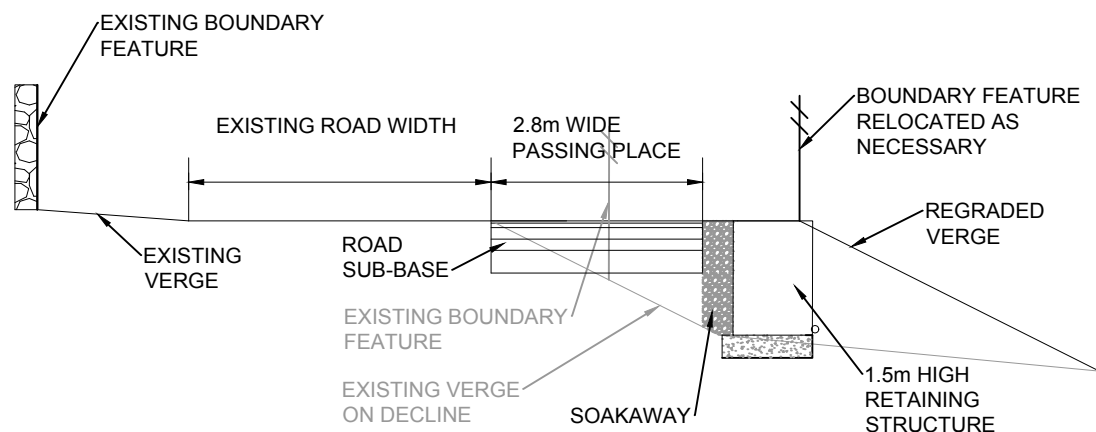 EXISTING BOUNDARY
FEATURE
EXISTING ROAD WIDTH
2.8m WIDE
PASSING PLACE
BOUNDARY FEATURE
RELOCATED AS
NECESSARY
EXISTING
VERGE
ROAD
SUB-BASE
REGRADED
VERGE
EXISTING BOUNDARY
FEATURE
EXISTING VERGE
ON DECLINE
SOAKAWAY
1.5m HIGH
RETAINING
STRUCTURE